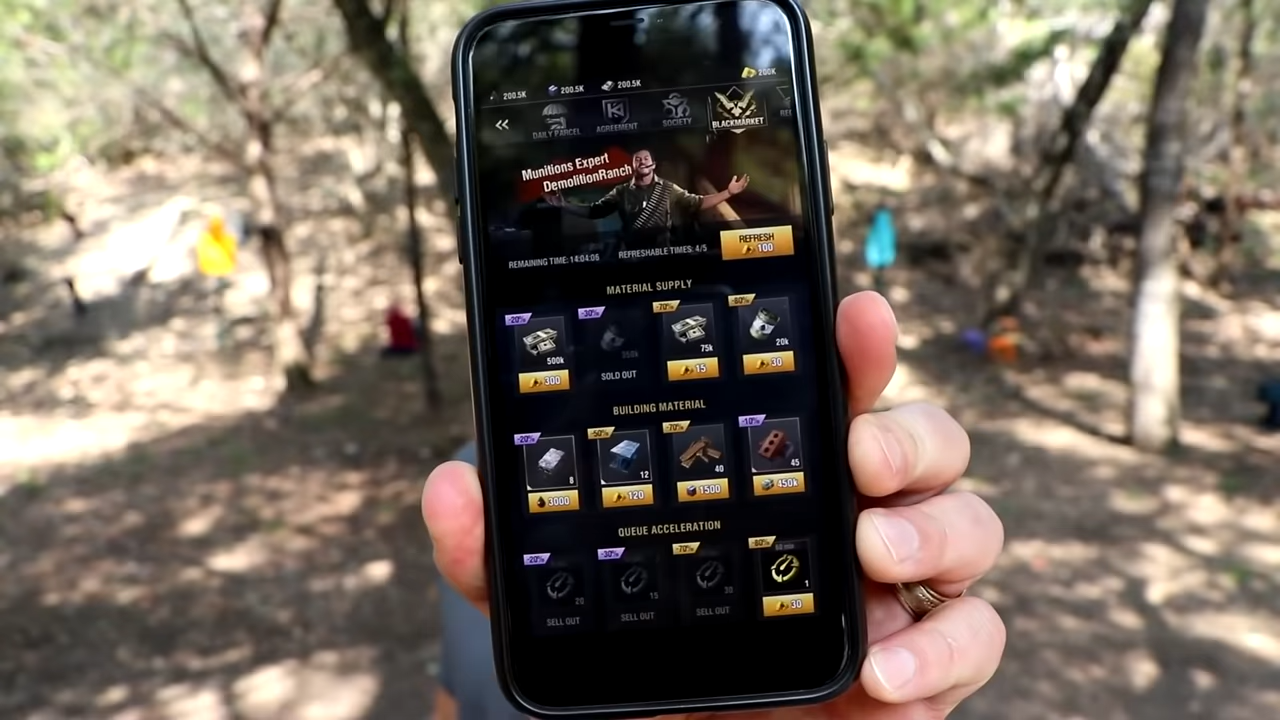 200.5K 200.5K 200.5K 200K
«
DAILY PARCEL AGREEMENT SOCIETY BLACKMARKET
Munitions Expert
DemolitionRanch
REFRESH
100
REMAINING TIME: 14:04:06 REFRESHABLE TIMES: 4/5
MATERIAL SUPPLY
-20% -30% -70% -80%
500k 75k 20k
300 SOLD OUT 15 30
BUILDING MATERIAL
-20% -50% -70% -10%
8 12 40 45
3000 120 1500 450k
QUEUE ACCELERATION
-20% -30% -70% -80%
60 min
20 15 30 1
SELL OUT SELL OUT SELL OUT 30